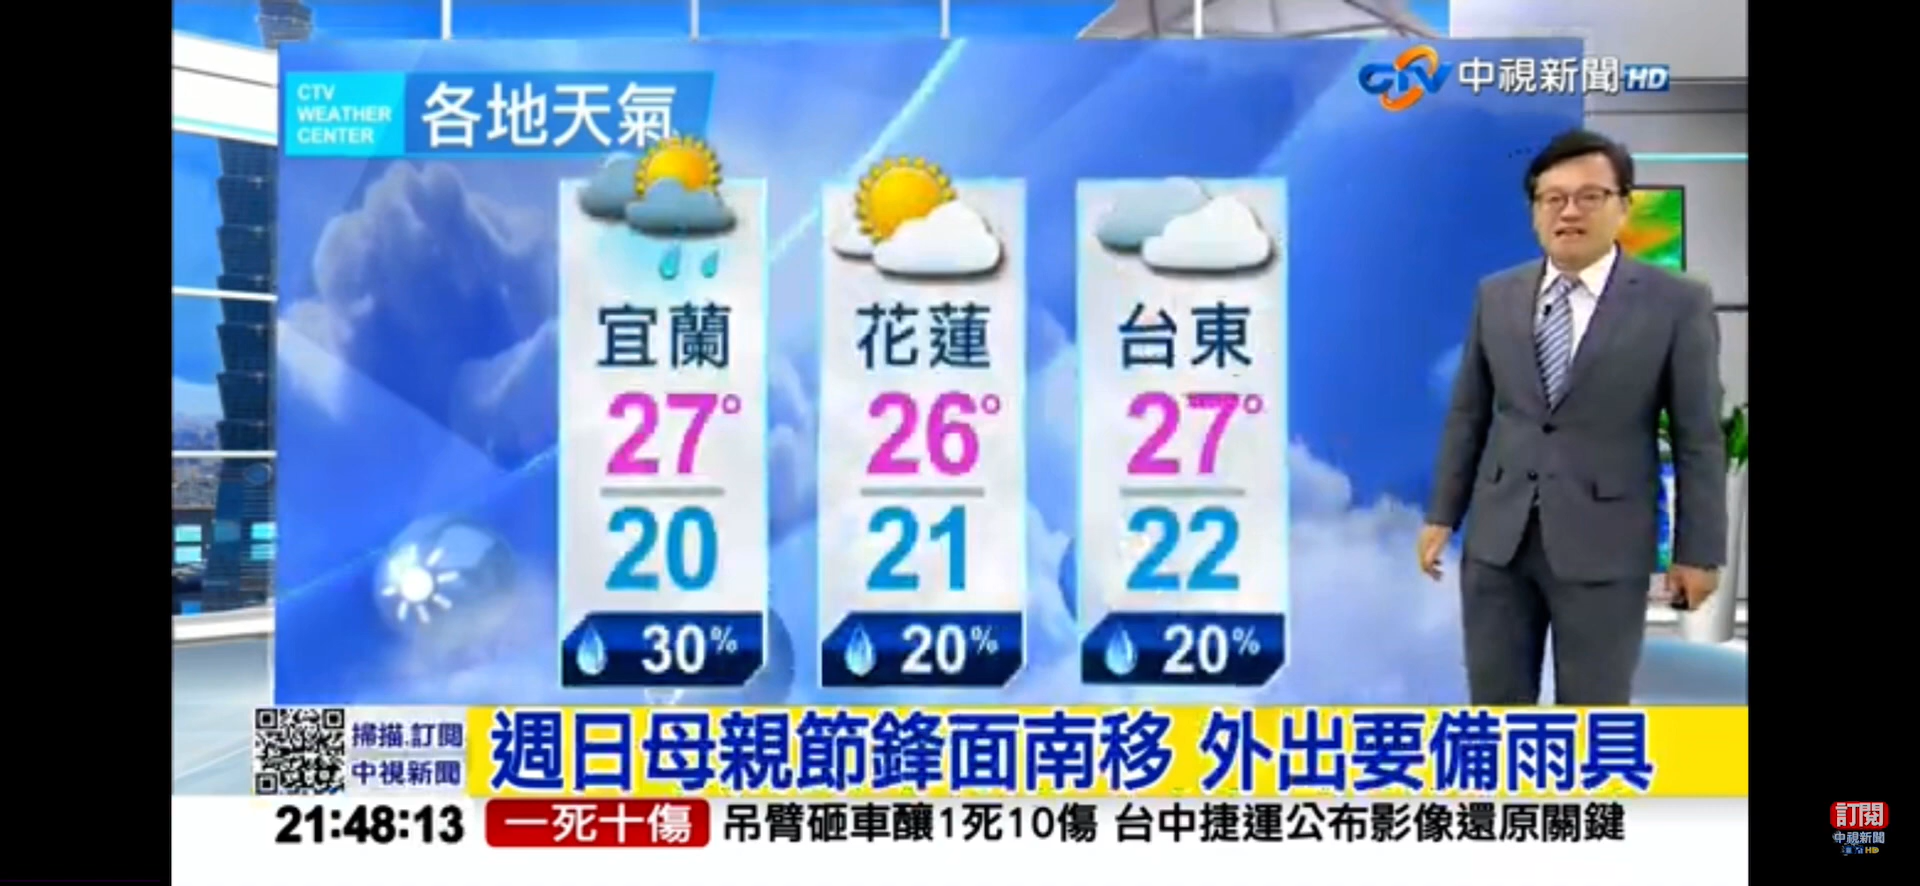 CTV
WEATHER
CENTER
各地天氣
CTV 中視新聞HD
宜蘭
27°
20
30%
花蓮
26°
21
20%
台東
27°
22
20%
掃描.訂閱
中視新聞
週日母親節鋒面南移 外出要備雨具
21:48:13
一死十傷
吊臂砸車釀1死10傷 台中捷運公布影像還原關鍵
訂閱
中視新聞
HD